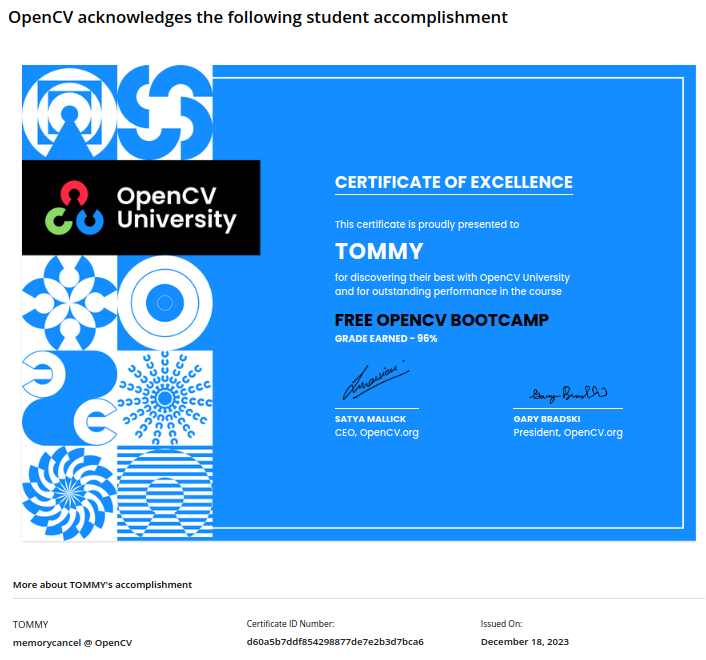 OpenCV acknowledges the following student accomplishment
OpenCV
University
CERTIFICATE OF EXCELLENCE
This certificate is proudly presented to
TOMMY
for discovering their best with OpenCV University
and for outstanding performance in the course
FREE OPENCV BOOTCAMP
GRADE EARNED - 96%
SATYA MALLICK
CEO, OpenCV.org
GARY BRADSKI
President, OpenCV.org
More about TOMMY's accomplishment
TOMMY
memorycancel @ OpenCV
Certificate ID Number:
d60a5b7ddf854298877de7e2b3d7bca6
Issued On:
December 18, 2023